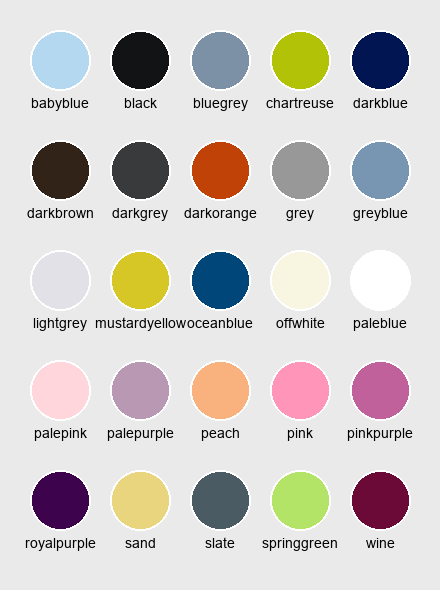 babyblue black bluegrey chartreuse darkblue
darkbrown darkgrey darkorange grey greyblue
lightgrey mustardyellow oceanblue offwhite paleblue
palepink palepurple peach pink pinkpurple
royalpurple sand slate springgreen wine